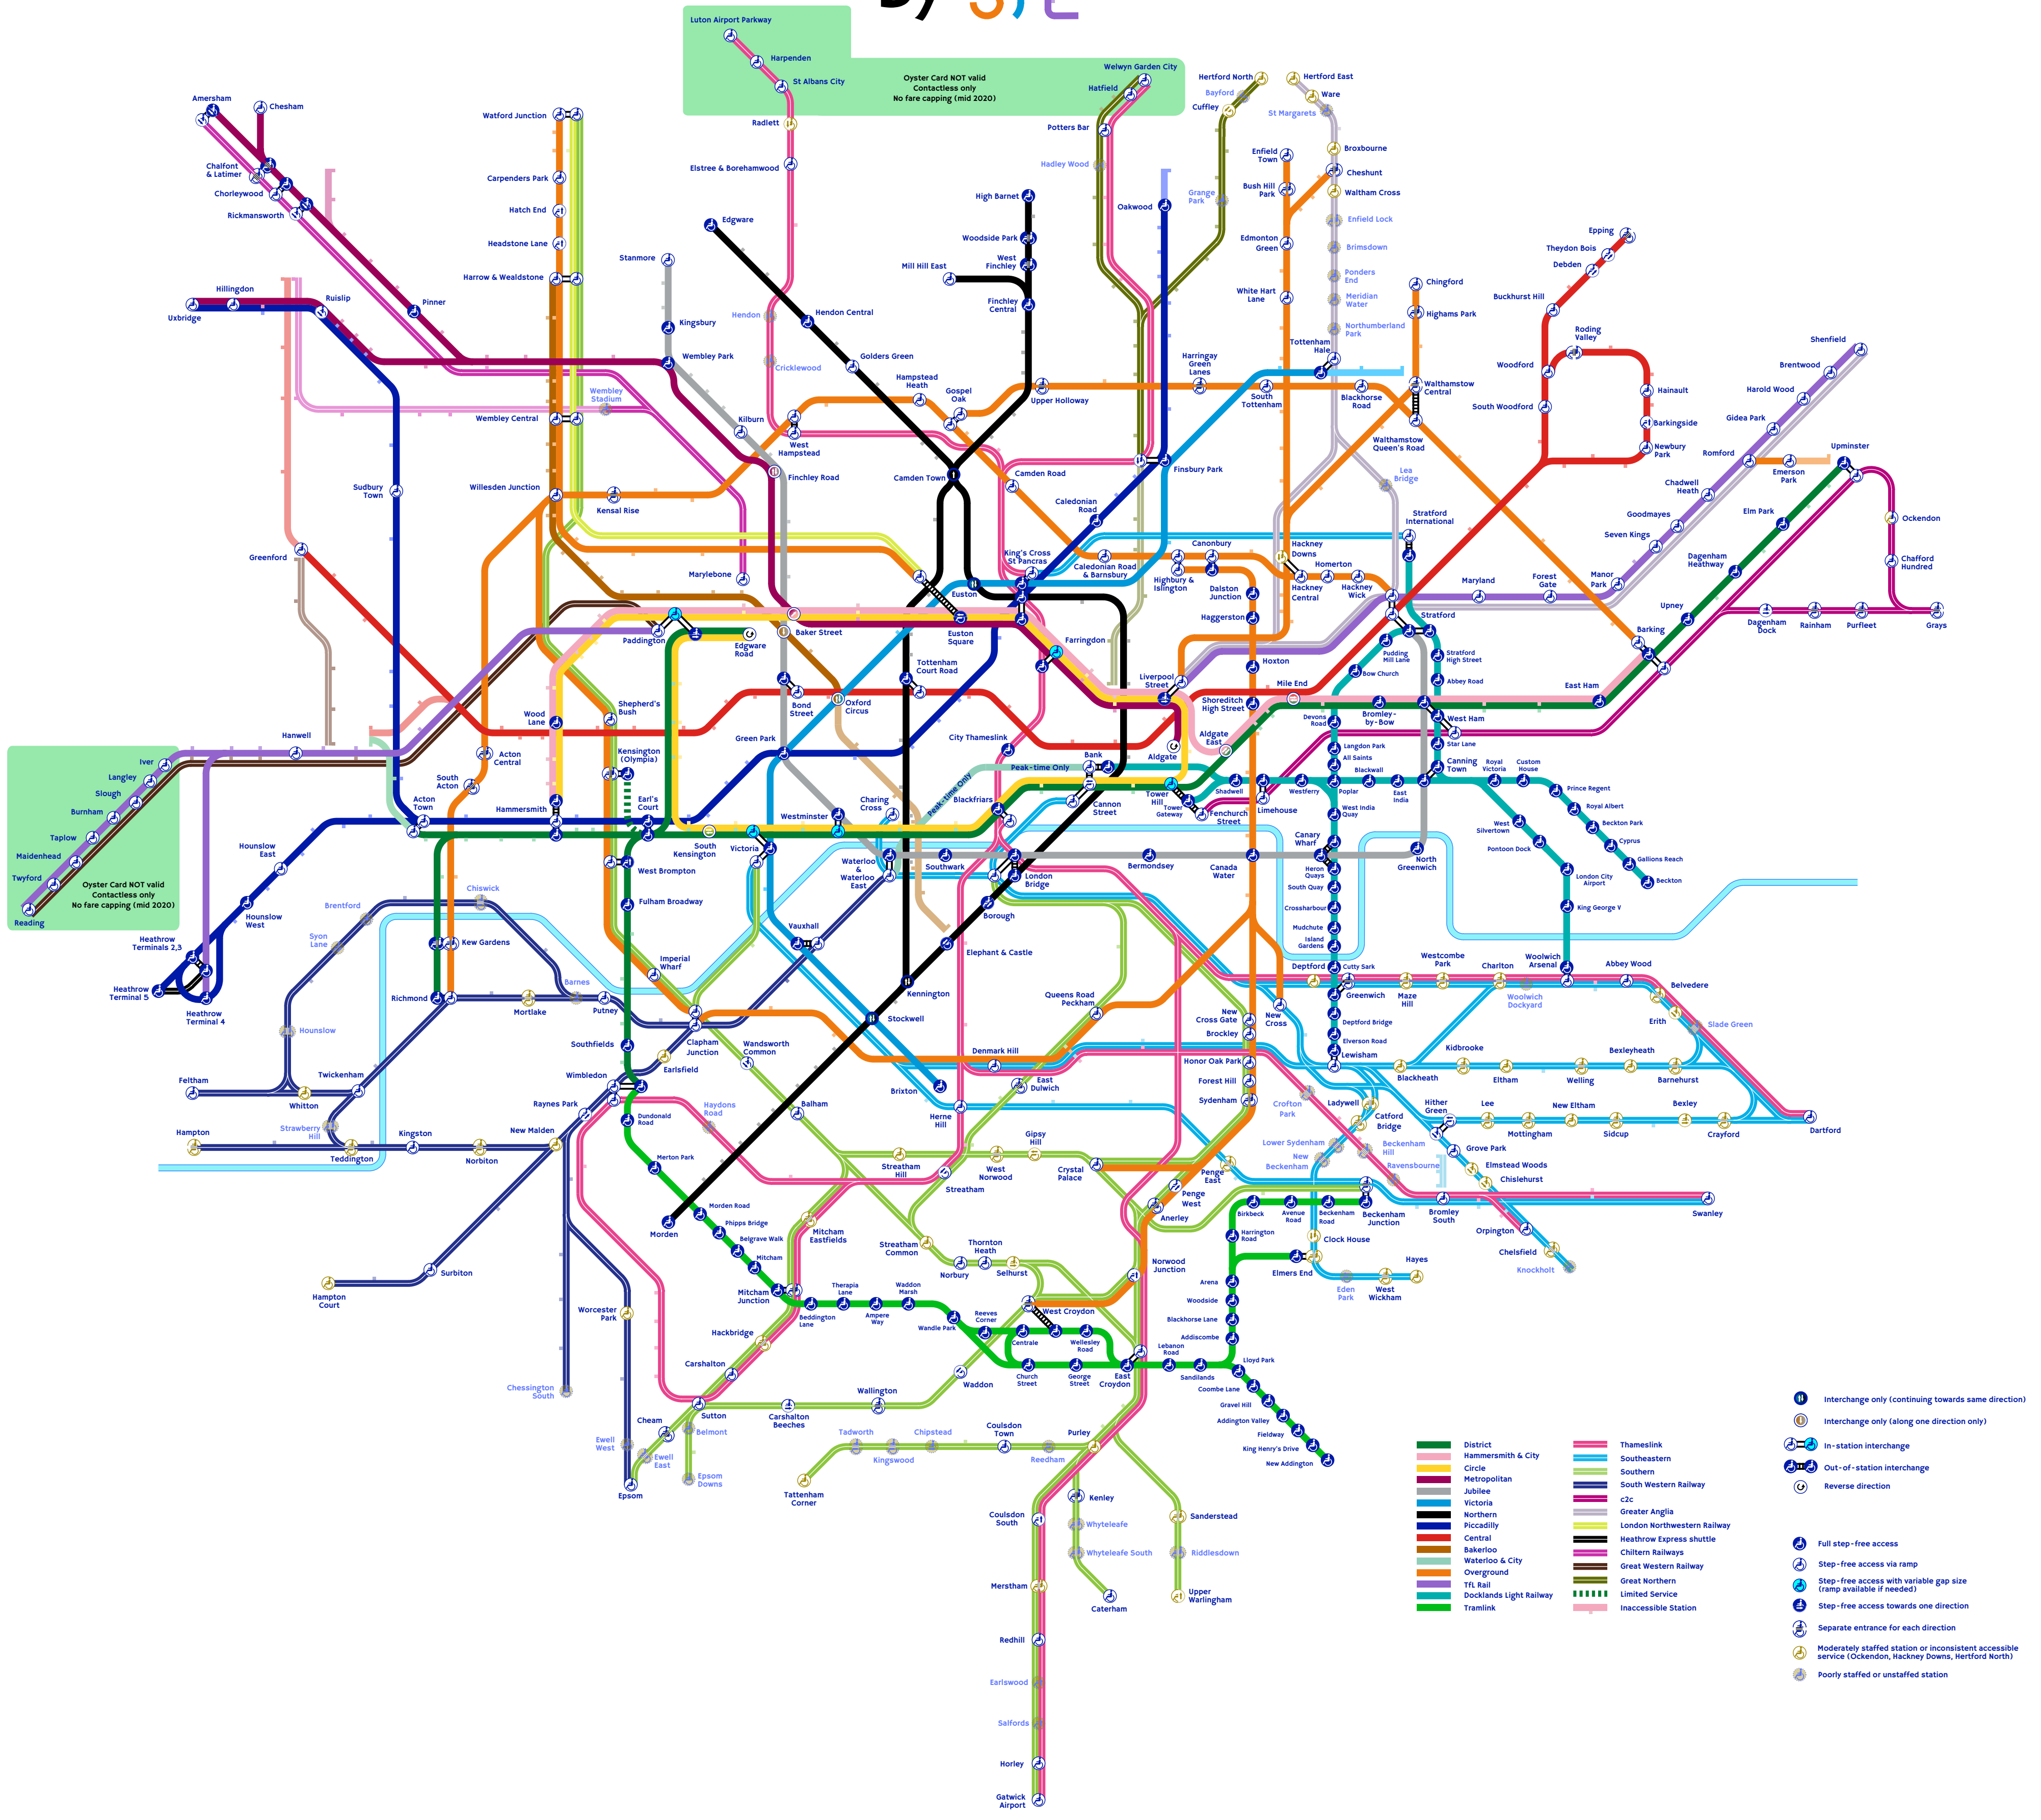 Luton Airport Parkway
Harpenden
St Albans City
Oyster Card NOT valid
Contactless only
No fare capping (mid 2020)
Welwyn Garden City
Hatfield
Potters Bar
Hadley Wood
Radlett
Elstree & Borehamwood
Hertford North
Bayford
Cuffley
Hertford East
Ware
St Margarets
Broxbourne
Cheshunt
Waltham Cross
Enfield Lock
Brimsdown
Ponders
End
Meridian
Water
Northumberland
Park
Tottenham
Hale
Enfield
Town
Bush Hill
Park
Edmonton
Green
White Hart
Lane
Grange
Park
Oakwood
Amersham
Chesham
Chalfont
& Latimer
Chorleywood
Rickmansworth
Watford Junction
Carpenders Park
Hatch End
Headstone Lane
Harrow & Wealdstone
Hillingdon
Uxbridge
Ruislip
Pinner
Stanmore
Kingsbury
Wembley Park
Wembley
Stadium
Wembley Central
Edgware
Hendon Central
Golders Green
Hendon
Cricklewood
High Barnet
Woodside Park
West
Finchley
Mill Hill East
Finchley
Central
Hampstead
Heath
Gospel
Oak
Upper Holloway
Harringay
Green
Lanes
South
Tottenham
Blackhorse
Road
Walthamstow
Central
Walthamstow
Queen's Road
Chingford
Highams Park
Epping
Theydon Bois
Debden
Buckhurst Hill
Roding
Valley
Woodford
South Woodford
Hainault
Barkingside
Newbury
Park
Shenfield
Brentwood
Harold Wood
Gidea Park
Romford
Emerson
Park
Upminster
Chadwell
Heath
Goodmayes
Seven Kings
Elm Park
Dagenham
Heathway
Ockendon
Chafford
Hundred
Manor
Park
Forest
Gate
Maryland
Upney
Barking
Dagenham
Dock
Rainham
Purfleet
Grays
East Ham
Kilburn
West
Hampstead
Finchley Road
Camden Town
Camden Road
Finsbury Park
Caledonian
Road
Lea
Bridge
Stratford
International
Sudbury
Town
Willesden Junction
Kensal Rise
Greenford
Marylebone
King's Cross
St Pancras
Caledonian Road
& Barnsbury
Canonbury
Highbury &
Islington
Hackney
Downs
Hackney
Central
Homerton
Hackney
Wick
Dalston
Junction
Haggerston
Hoxton
Stratford
Pudding
Mill Lane
Bow Church
Stratford
High Street
Abbey Road
West Ham
Star Lane
Canning
Town
Euston
Euston
Square
Farringdon
Paddington
Edgware
Road
Baker Street
Tottenham
Court Road
Bond
Street
Oxford
Circus
Liverpool
Street
Shoreditch
High Street
Mile End
Devons
Road
Bromley-
by-Bow
Langdon Park
All Saints
Blackwall
East
India
Royal
Victoria
Custom
House
Prince Regent
Royal Albert
Beckton Park
Cyprus
Gallions Reach
Beckton
West
Silvertown
Pontoon Dock
London City
Airport
King George V
Woolwich
Arsenal
Hanwell
Iver
Langley
Slough
Burnham
Taplow
Maidenhead
Twyford
Reading
Oyster Card NOT valid
Contactless only
No fare capping (mid 2020)
Wood
Lane
Shepherd's
Bush
Acton
Central
South
Acton
Acton
Town
Kensington
(Olympia)
Hammersmith
Earl's
Court
Green Park
City Thameslink
Bank
Aldgate
East
Aldgate
Peak-time Only
Peak-time Only
Blackfriars
Cannon
Street
Tower
Hill
Tower
Gateway
Fenchurch
Street
Shadwell
Limehouse
Westferry
Poplar
West India
Quay
Canary
Wharf
Heron
Quays
South Quay
Crossharbour
Mudchute
Island
Gardens
Cutty Sark
Greenwich
Deptford
Deptford Bridge
Elverson Road
Lewisham
North
Greenwich
Charing
Cross
Westminster
South
Kensington
Victoria
Waterloo
&
Waterloo
East
Southwark
London
Bridge
Bermondsey
Canada
Water
Borough
Elephant & Castle
Kennington
Stockwell
Vauxhall
West Brompton
Fulham Broadway
Imperial
Wharf
Hounslow
East
Hounslow
West
Heathrow
Terminals 2,3
Heathrow
Terminal 5
Heathrow
Terminal 4
Chiswick
Brentford
Syon
Lane
Hounslow
Kew Gardens
Richmond
Mortlake
Barnes
Putney
Southfields
Wimbledon
Clapham
Junction
Earlsfield
Wandsworth
Common
Balham
Brixton
Herne
Hill
Denmark Hill
East
Dulwich
Queens Road
Peckham
New
Cross Gate
New
Cross
Brockley
Honor Oak Park
Forest Hill
Sydenham
Westcombe
Park
Maze
Hill
Charlton
Woolwich
Dockyard
Abbey Wood
Belvedere
Erith
Slade Green
Kidbrooke
Blackheath
Eltham
Welling
Bexleyheath
Barnehurst
Feltham
Whitton
Twickenham
Strawberry
Hill
Hampton
Teddington
Kingston
Norbiton
New Malden
Raynes Park
Dundonald
Road
Haydons
Road
Merton Park
Morden Road
Phipps Bridge
Belgrave Walk
Mitcham
Mitcham
Junction
Morden
Mitcham
Eastfields
Streatham
Hill
West
Norwood
Gipsy
Hill
Crystal
Palace
Streatham
Streatham
Common
Norbury
Thornton
Heath
Selhurst
Penge
East
Penge
West
Anerley
Norwood
Junction
Crofton
Park
Ladywell
Catford
Bridge
Lower Sydenham
New
Beckenham
Beckenham
Hill
Ravensbourne
Hither
Green
Lee
Mottingham
New Eltham
Sidcup
Bexley
Crayford
Dartford
Grove Park
Elmstead Woods
Chislehurst
Bromley
South
Swanley
Orpington
Chelsfield
Knockholt
Birkbeck
Avenue
Road
Beckenham
Road
Beckenham
Junction
Harrington
Road
Clock House
Elmers End
Eden
Park
West
Wickham
Hayes
Arena
Woodside
Blackhorse Lane
Addiscombe
Surbiton
Hampton
Court
Worcester
Park
Chessington
South
Ewell
West
Epsom
Ewell
East
Cheam
Belmont
Epsom
Downs
Hackbridge
Carshalton
Sutton
Carshalton
Beeches
Wallington
Waddon
Beddington
Lane
Therapia
Lane
Ampere
Way
Waddon
Marsh
Wandle Park
Reeves
Corner
Centrale
West Croydon
Wellesley
Road
Church
Street
George
Street
East
Croydon
Lebanon
Road
Sandilands
Lloyd Park
Coombe Lane
Gravel Hill
Addington Valley
Fieldway
King Henry's Drive
New Addington
Tattenham
Corner
Tadworth
Kingswood
Chipstead
Coulsdon
Town
Reedham
Purley
Coulsdon
South
Kenley
Whyteleafe
Whyteleafe South
Caterham
Sanderstead
Riddlesdown
Upper
Warlingham
Merstham
Redhill
Earlswood
Salfords
Horley
Gatwick
Airport
District
Hammersmith & City
Circle
Metropolitan
Jubilee
Victoria
Northern
Piccadilly
Central
Bakerloo
Waterloo & City
Overground
TfL Rail
Docklands Light Railway
Tramlink
Thameslink
Southeastern
Southern
South Western Railway
c2c
Greater Anglia
London Northwestern Railway
Heathrow Express shuttle
Chiltern Railways
Great Western Railway
Great Northern
Limited Service
Inaccessible Station
Interchange only (continuing towards same direction)
Interchange only (along one direction only)
In-station interchange
Out-of-station interchange
Reverse direction
Full step-free access
Step-free access via ramp
Step-free access with variable gap size
(ramp available if needed)
Step-free access towards one direction
Separate entrance for each direction
Moderately staffed station or inconsistent accessible
service (Ockendon, Hackney Downs, Hertford North)
Poorly staffed or unstaffed station